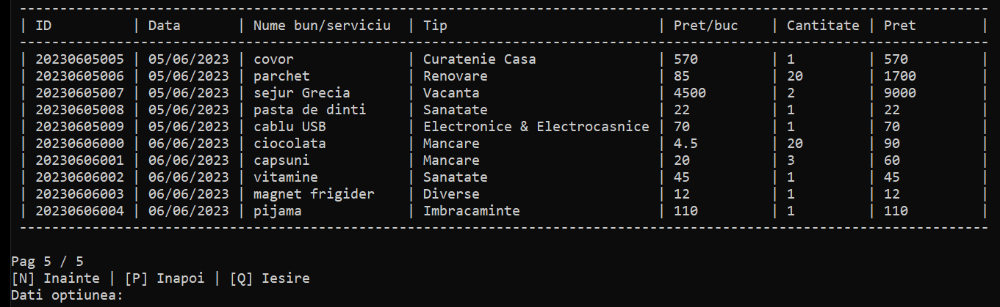 ------------------------------------------------------------------------------------------------------------------------
| ID           | Data       | Nume bun/serviciu  | Tip                          | Pret/buc    | Cantitate | Pret        |
------------------------------------------------------------------------------------------------------------------------
| 20230605005 | 05/06/2023 | covor              | Curatenie Casa               | 570         | 1         | 570         |
| 20230605006 | 05/06/2023 | parchet            | Renovare                     | 85          | 20        | 1700        |
| 20230605007 | 05/06/2023 | sejur Grecia       | Vacanta                      | 4500        | 2         | 9000        |
| 20230605008 | 05/06/2023 | pasta de dinti     | Sanatate                     | 22          | 1         | 22          |
| 20230605009 | 05/06/2023 | cablu USB          | Electronice & Electrocasnice | 70          | 1         | 70          |
| 20230606000 | 06/06/2023 | ciocolata          | Mancare                      | 4.5         | 20        | 90          |
| 20230606001 | 06/06/2023 | capsuni            | Mancare                      | 20          | 3         | 60          |
| 20230606002 | 06/06/2023 | vitamine           | Sanatate                     | 45          | 1         | 45          |
| 20230606003 | 06/06/2023 | magnet frigider    | Diverse                      | 12          | 1         | 12          |
| 20230606004 | 06/06/2023 | pijama             | Imbracaminte                 | 110         | 1         | 110         |
------------------------------------------------------------------------------------------------------------------------
Pag 5 / 5
[N] Inainte | [P] Inapoi | [Q] Iesire
Dati optiunea: